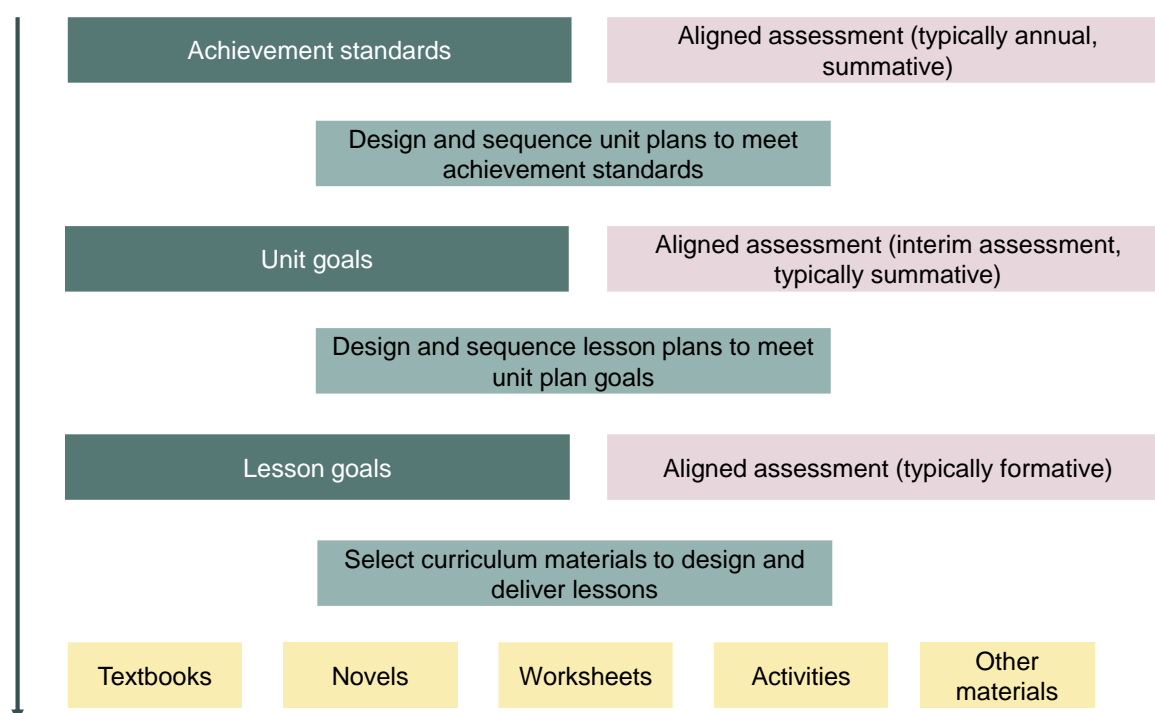 Achievement standards
Aligned assessment (typically annual,
summative)
Design and sequence unit plans to meet
achievement standards
Unit goals
Aligned assessment (interim assessment,
typically summative)
Design and sequence lesson plans to meet
unit plan goals
Lesson goals
Aligned assessment (typically formative)
Select curriculum materials to design and
deliver lessons
Textbooks
Novels
Worksheets
Activities
Other
materials